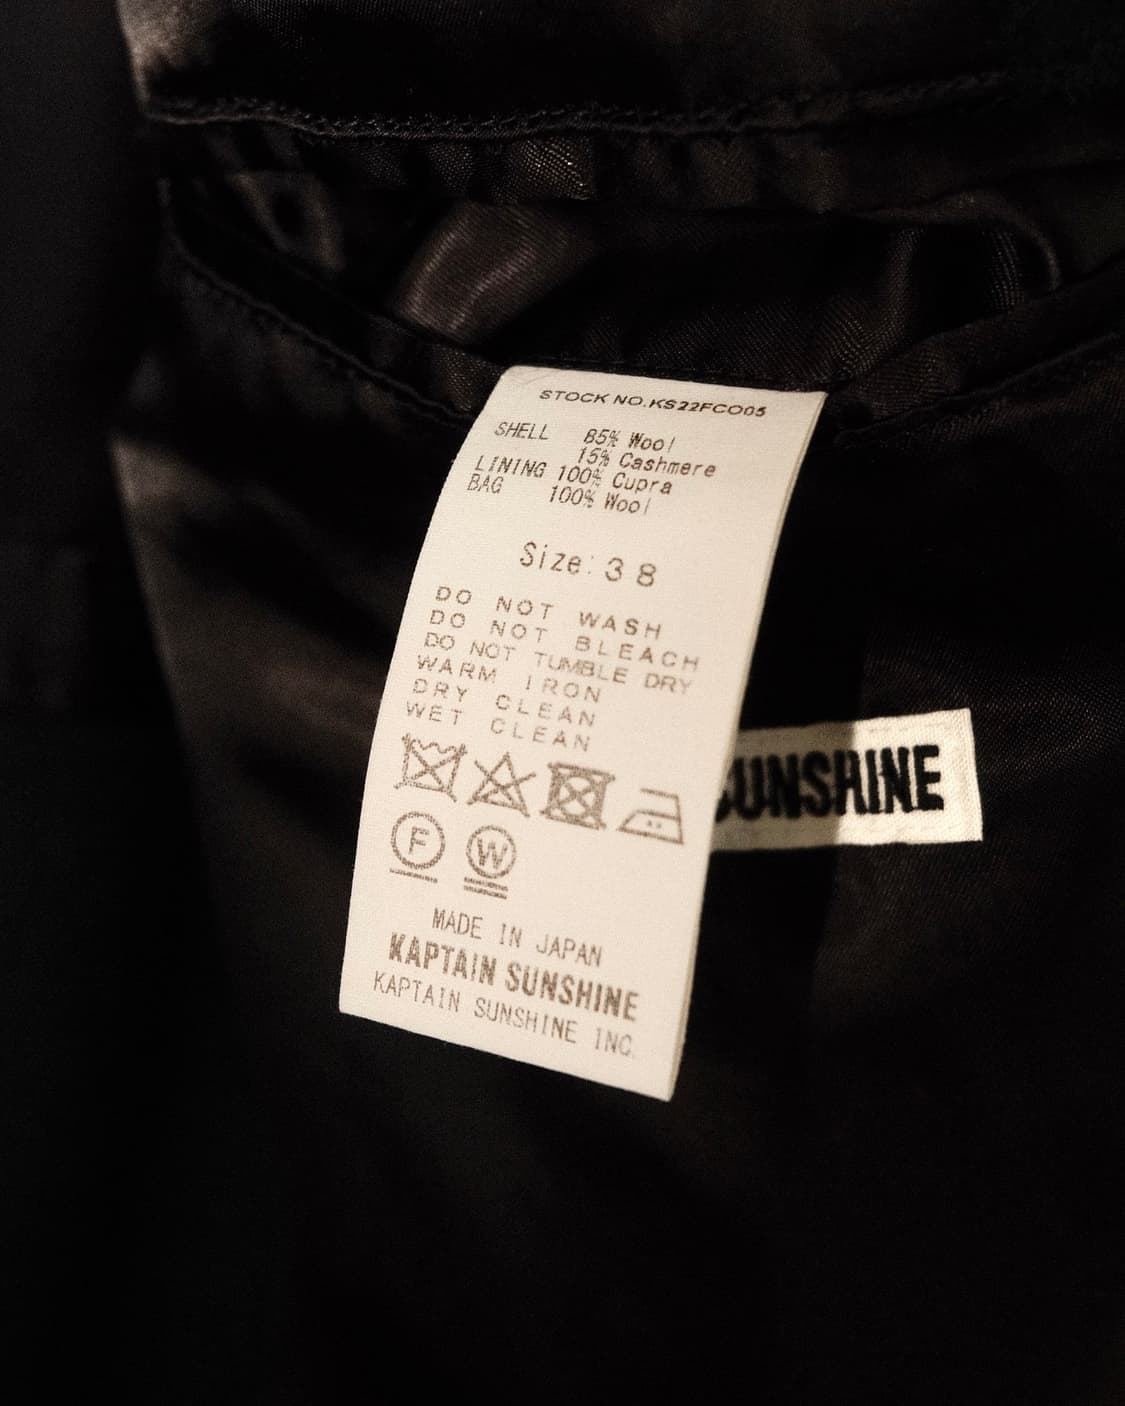 STOCK NO.KS22FCO05
SHELL 85% Wool
15% Cashmere
LINING 100% Cupra
BAG 100% Wool
Size:38
DO NOT WASH
DO NOT BLEACH
DO NOT TUMBLE DRY
WARM IRON
DRY CLEAN
WET CLEAN
F W
MADE IN JAPAN
KAPTAIN SUNSHINE
KAPTAIN SUNSHINE INC.
SUNSHINE